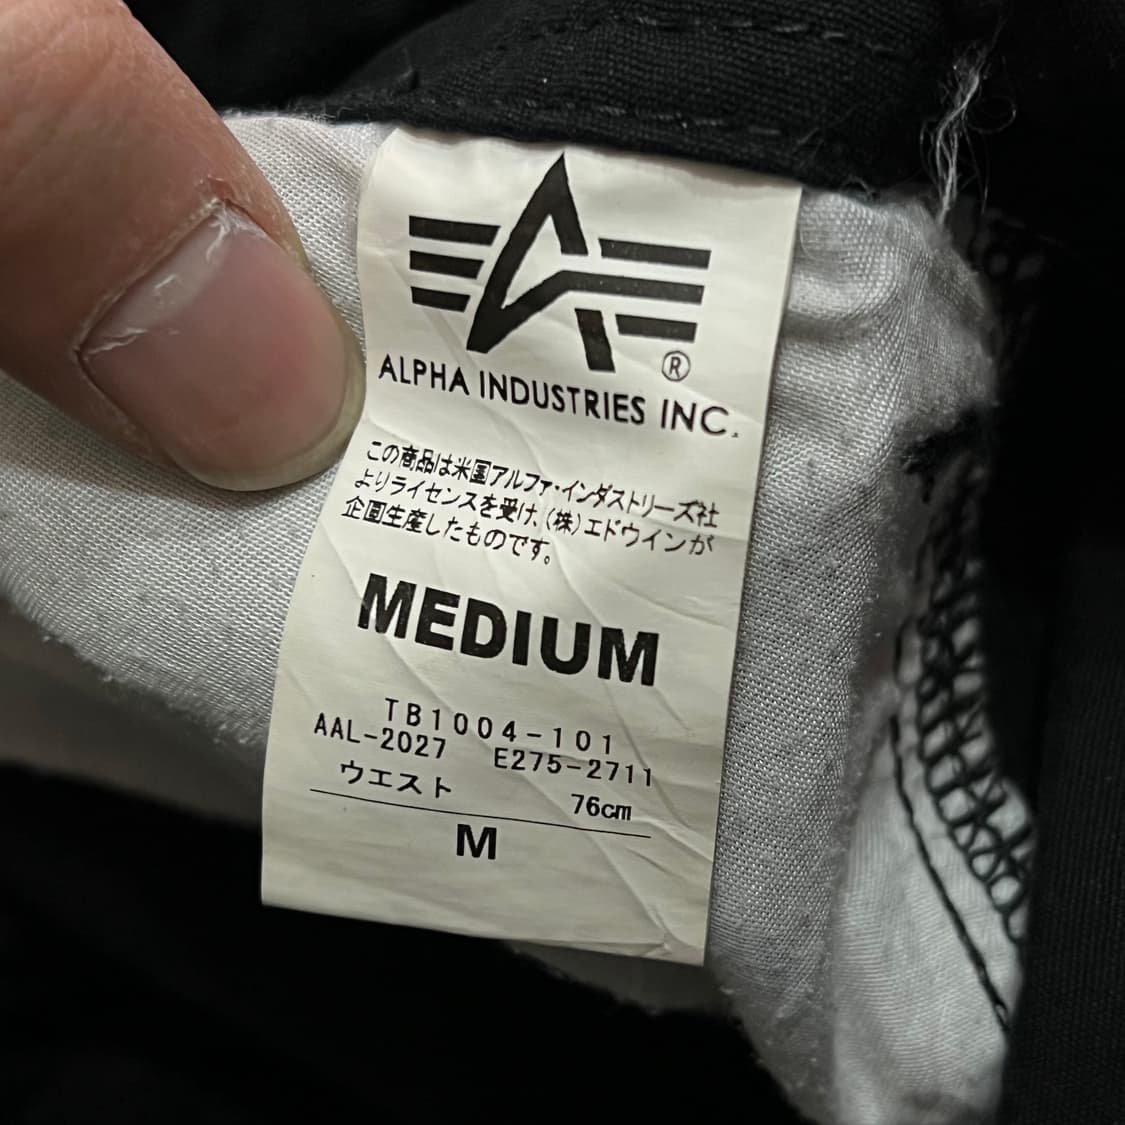 ®
ALPHA INDUSTRIES INC.
この商品は米国アルファ・インダストリーズ社
よりライセンスを受け、(株)エドウインが
企画生産したものです。
MEDIUM
TB1004-101
AAL-2027 E275-2711
ウエスト 76cm
M